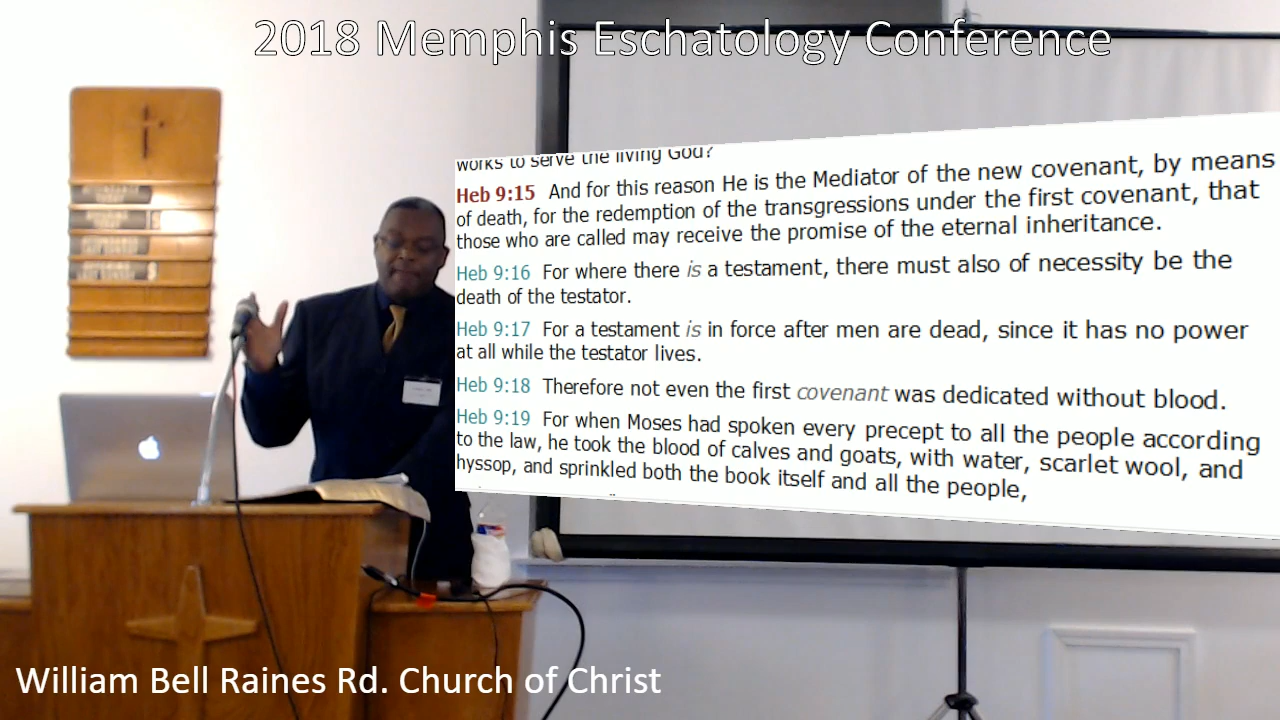 2018 Memphis Eschatology Conference
works to serve the living God?
Heb 9:15 And for this reason He is the Mediator of the new covenant, by means
of death, for the redemption of the transgressions under the first covenant, that
those who are called may receive the promise of the eternal inheritance.
Heb 9:16 For where there is a testament, there must also of necessity be the
death of the testator.
Heb 9:17 For a testament is in force after men are dead, since it has no power
at all while the testator lives.
Heb 9:18 Therefore not even the first covenant was dedicated without blood.
Heb 9:19 For when Moses had spoken every precept to all the people according
to the law, he took the blood of calves and goats, with water, scarlet wool, and
hyssop, and sprinkled both the book itself and all the people,
William Bell Raines Rd. Church of Christ